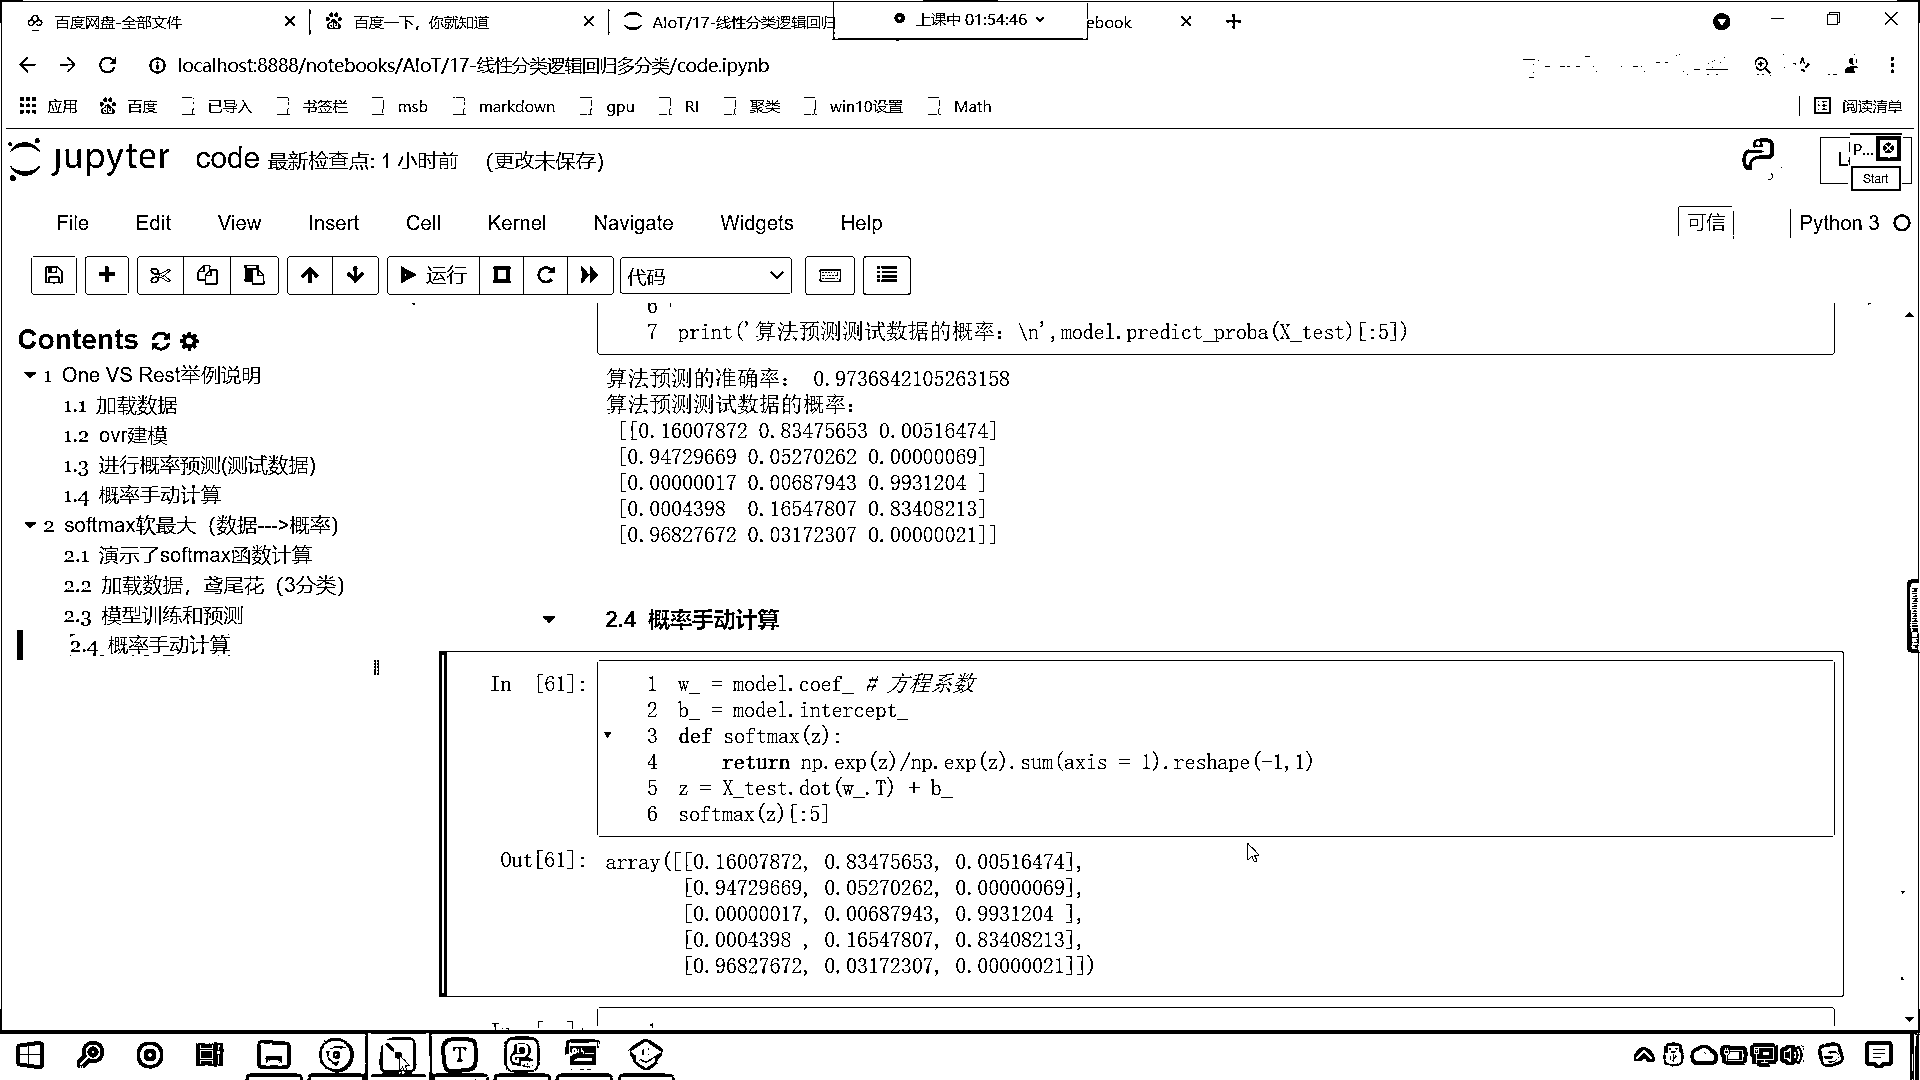 百度网盘-全部文件
百度一下，你就知道
AIoT/17-线性分类逻辑回归
上课中 01:54:46
ebook
localhost:8888/notebooks/AIoT/17-线性分类逻辑回归多分类/code.ipynb
应用 百度 已导入 书签栏 msb markdown gpu RI 聚类 win10设置 Math 阅读清单
jupyter code 最新检查点: 1 小时前 (更改未保存)
P...
Start
File Edit View Insert Cell Kernel Navigate Widgets Help 可信 Python 3
运行 代码
Contents
1 One VS Rest举例说明
1.1 加载数据
1.2 ovr建模
1.3 进行概率预测(测试数据)
1.4 概率手动计算
2 softmax软最大（数据--->概率）
2.1 演示了softmax函数计算
2.2 加载数据，鸢尾花（3分类）
2.3 模型训练和预测
2.4 概率手动计算
6
7 print('算法预测测试数据的概率：\n',model.predict_proba(X_test)[:5])
算法预测的准确率： 0.9736842105263158
算法预测测试数据的概率：
[[0.16007872 0.83475653 0.00516474]
[0.94729669 0.05270262 0.00000069]
[0.00000017 0.00687943 0.9931204 ]
[0.0004398  0.16547807 0.83408213]
[0.96827672 0.03172307 0.00000021]]
2.4 概率手动计算
In [61]:
1 w_ = model.coef_ # 方程系数
2 b_ = model.intercept_
3 def softmax(z):
4 return np.exp(z)/np.exp(z).sum(axis = 1).reshape(-1,1)
5 z = X_test.dot(w_.T) + b_
6 softmax(z)[:5]
Out[61]: array([[0.16007872, 0.83475653, 0.00516474],
[0.94729669, 0.05270262, 0.00000069],
[0.00000017, 0.00687943, 0.9931204 ],
[0.0004398 , 0.16547807, 0.83408213],
[0.96827672, 0.03172307, 0.00000021]])